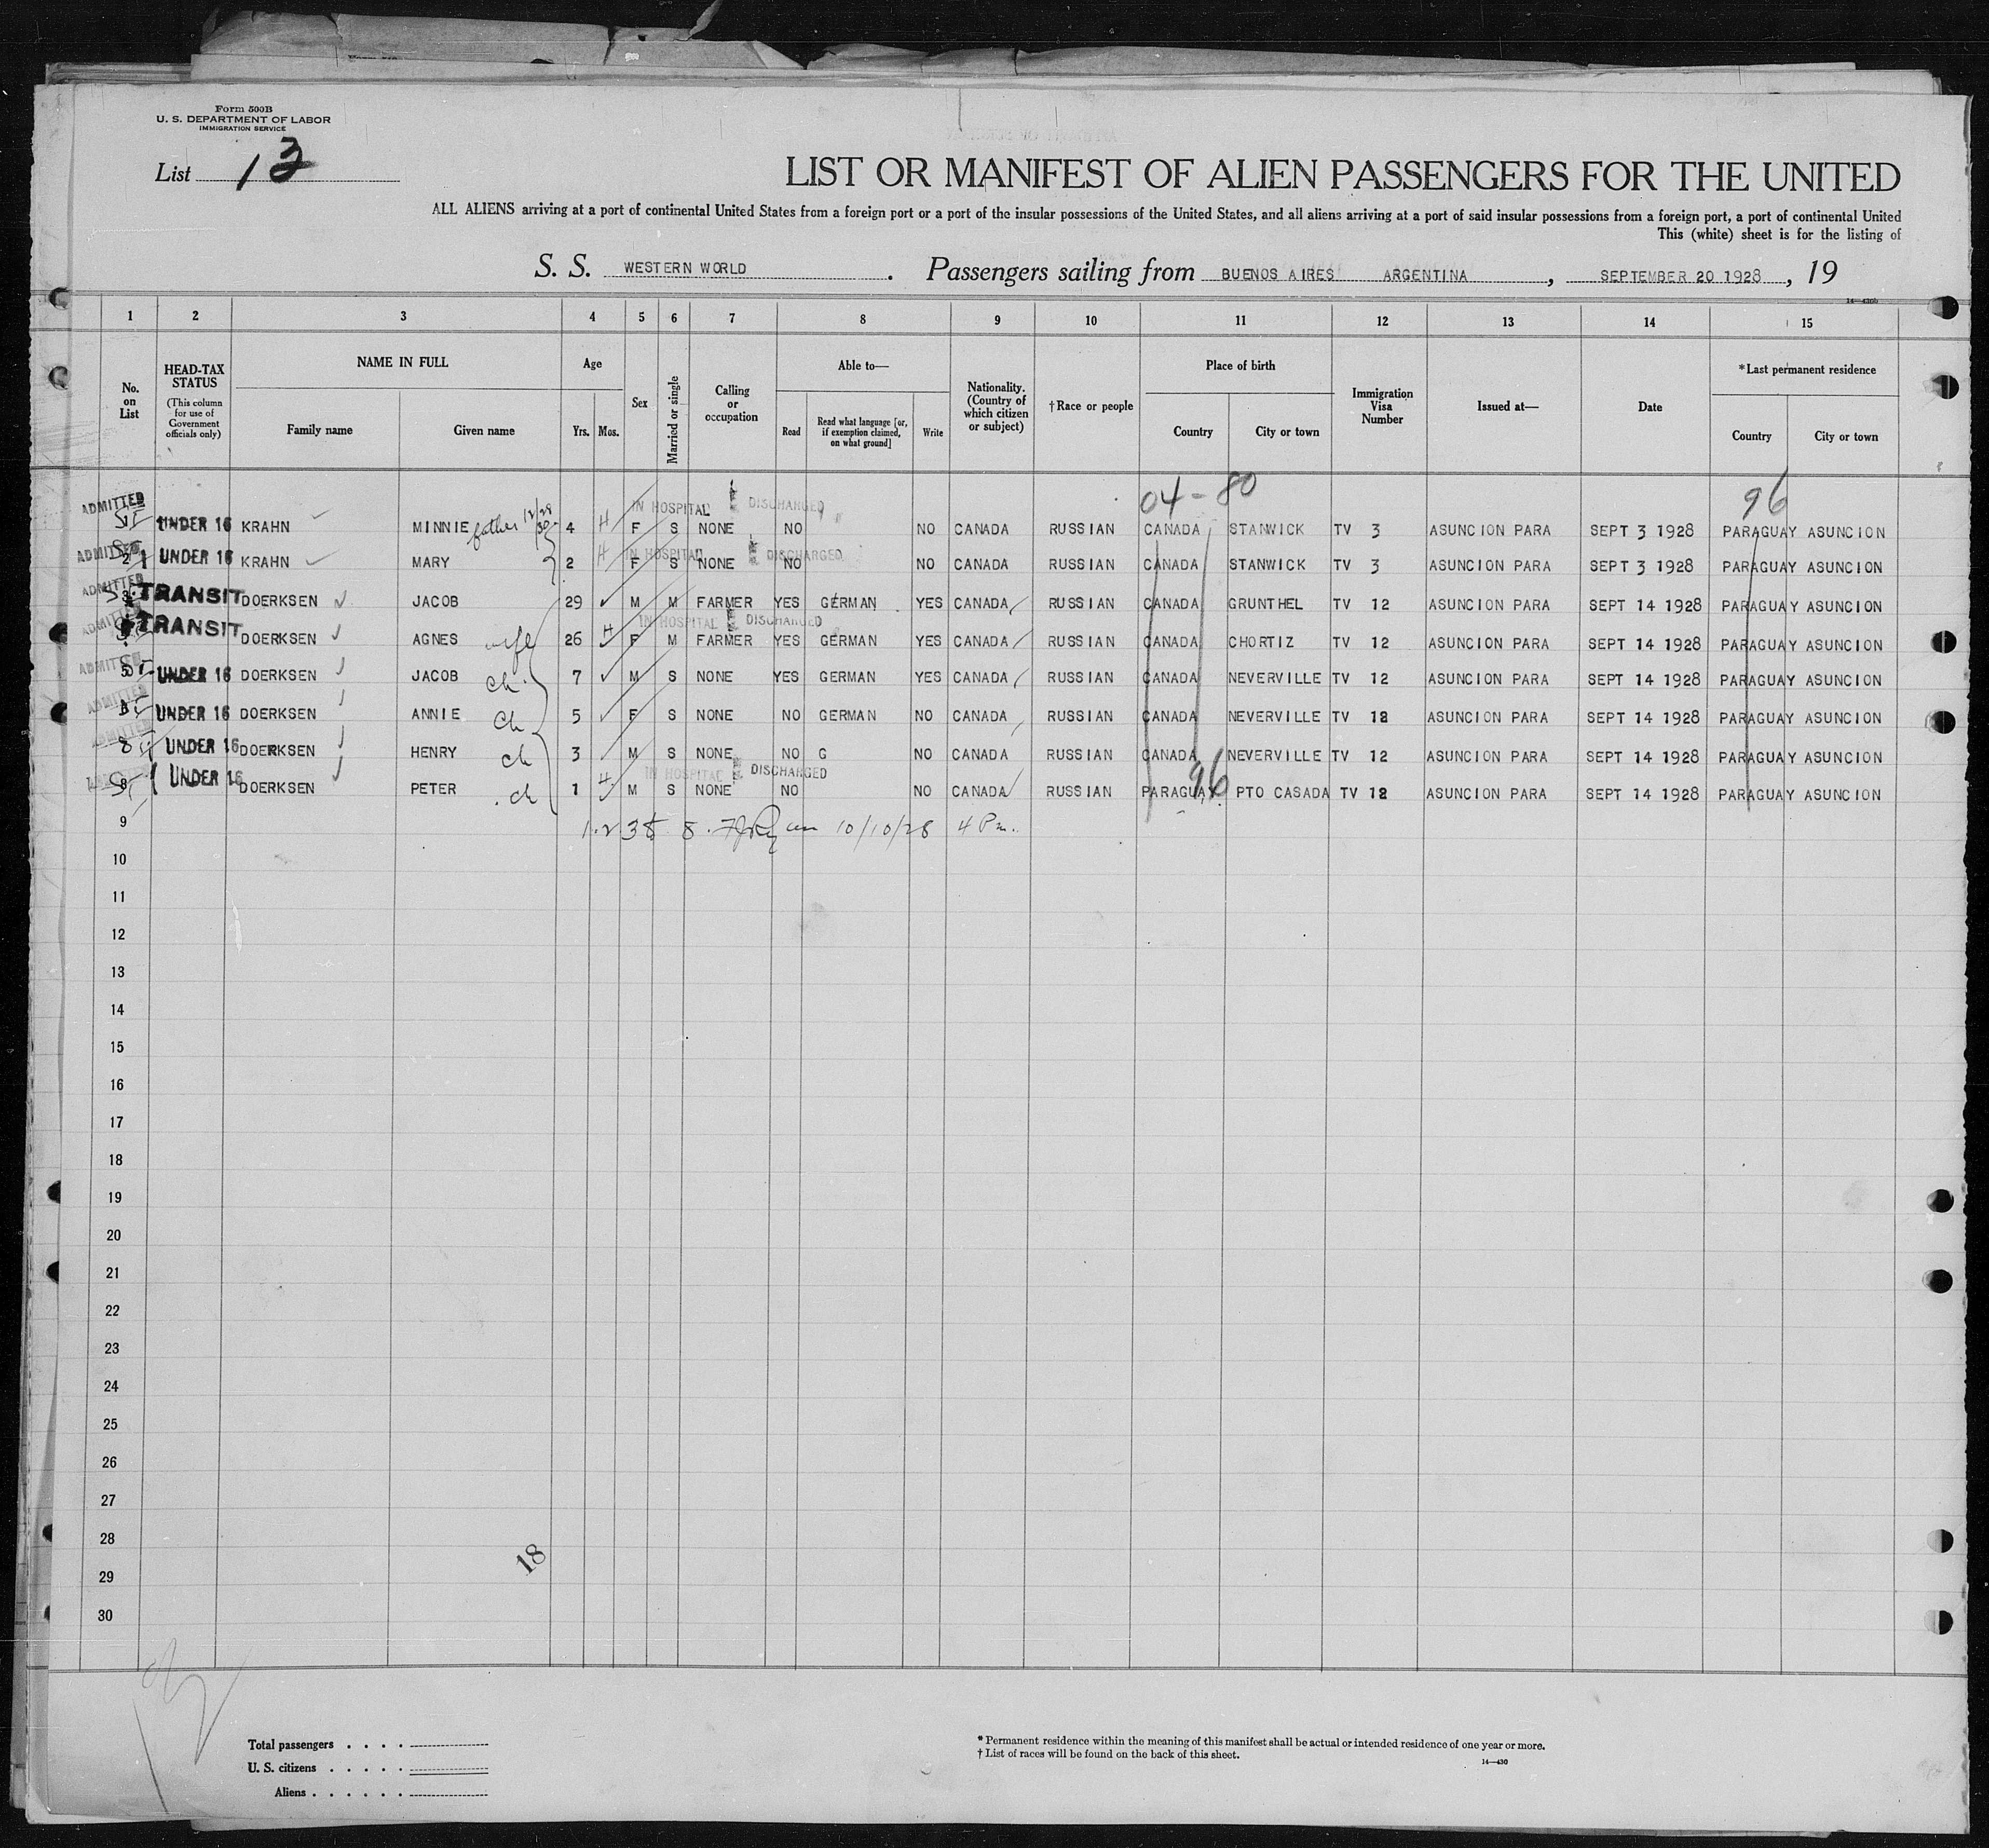 Form 500B
U. S. DEPARTMENT OF LABOR
IMMIGRATION SERVICE
List 13
LIST OR MANIFEST OF ALIEN PASSENGERS FOR THE UNITED
ALL ALIENS arriving at a port of continental United States from a foreign port or a port of the insular possessions of the United States, and all aliens arriving at a port of said insular possessions from a foreign port, a port of continental United
This (white) sheet is for the listing of
S. S. WESTERN WORLD . Passengers sailing from BUENOS AIRES ARGENTINA , SEPTEMBER 20 1928 , 19
14—430b
1 2 3 4 5 6 7 8 9 10 11 12 13 14 15
No. on List
HEAD-TAX STATUS (This column for use of Government officials only)
NAME IN FULL
Family name Given name
Age
Yrs. Mos.
Sex
Married or single
Calling or occupation
Able to—
Read Read what language [or, if exemption claimed, on what ground] Write
Nationality. (Country of which citizen or subject)
†Race or people
Place of birth
Country City or town
Immigration Visa Number
Issued at—
Date
*Last permanent residence
Country City or town
04 - 80 96
ADMITTED IN HOSPITAL DISCHARGED
UNDER 16 KRAHN MINNIE father 4 H F S NONE NO NO CANADA RUSSIAN CANADA STANWICK TV 3 ASUNCION PARA SEPT 3 1928 PARAGUAY ASUNCION
ADMITTED IN HOSPITAL DISCHARGED
2 UNDER 16 KRAHN MARY 2 H F S NONE NO NO CANADA RUSSIAN CANADA STANWICK TV 3 ASUNCION PARA SEPT 3 1928 PARAGUAY ASUNCION
ADMITTED
TRANSIT DOERKSEN JACOB 29 M M FARMER YES GERMAN YES CANADA RUSSIAN CANADA GRUNTHEL TV 12 ASUNCION PARA SEPT 14 1928 PARAGUAY ASUNCION
ADMITTED IN HOSPITAL DISCHARGED
TRANSIT DOERKSEN AGNES wife 26 H F M FARMER YES GERMAN YES CANADA RUSSIAN CANADA CHORTIZ TV 12 ASUNCION PARA SEPT 14 1928 PARAGUAY ASUNCION
ADMITTED
5 UNDER 16 DOERKSEN JACOB ch 7 M S NONE YES GERMAN YES CANADA RUSSIAN CANADA NEVERVILLE TV 12 ASUNCION PARA SEPT 14 1928 PARAGUAY ASUNCION
ADMITTED
UNDER 16 DOERKSEN ANNIE ch 5 F S NONE NO GERMAN NO CANADA RUSSIAN CANADA NEVERVILLE TV 12 ASUNCION PARA SEPT 14 1928 PARAGUAY ASUNCION
UNDER 16 DOERKSEN HENRY ch 3 M S NONE NO G NO CANADA RUSSIAN CANADA NEVERVILLE TV 12 ASUNCION PARA SEPT 14 1928 PARAGUAY ASUNCION
IN HOSPITAL DISCHARGED 96
8 UNDER 16 DOERKSEN PETER ch 1 H M S NONE NO NO CANADA RUSSIAN PARAGUAY PTO CASADA TV 12 ASUNCION PARA SEPT 14 1928 PARAGUAY ASUNCION
9 10/10/28 4 Pm.
10
11
12
13
14
15
16
17
18
19
20
21
22
23
24
25
26
27
28
18
29
30
Total passengers . . . .
U. S. citizens . . . . .
Aliens . . . . . .
* Permanent residence within the meaning of this manifest shall be actual or intended residence of one year or more.
† List of races will be found on the back of this sheet.
14—430